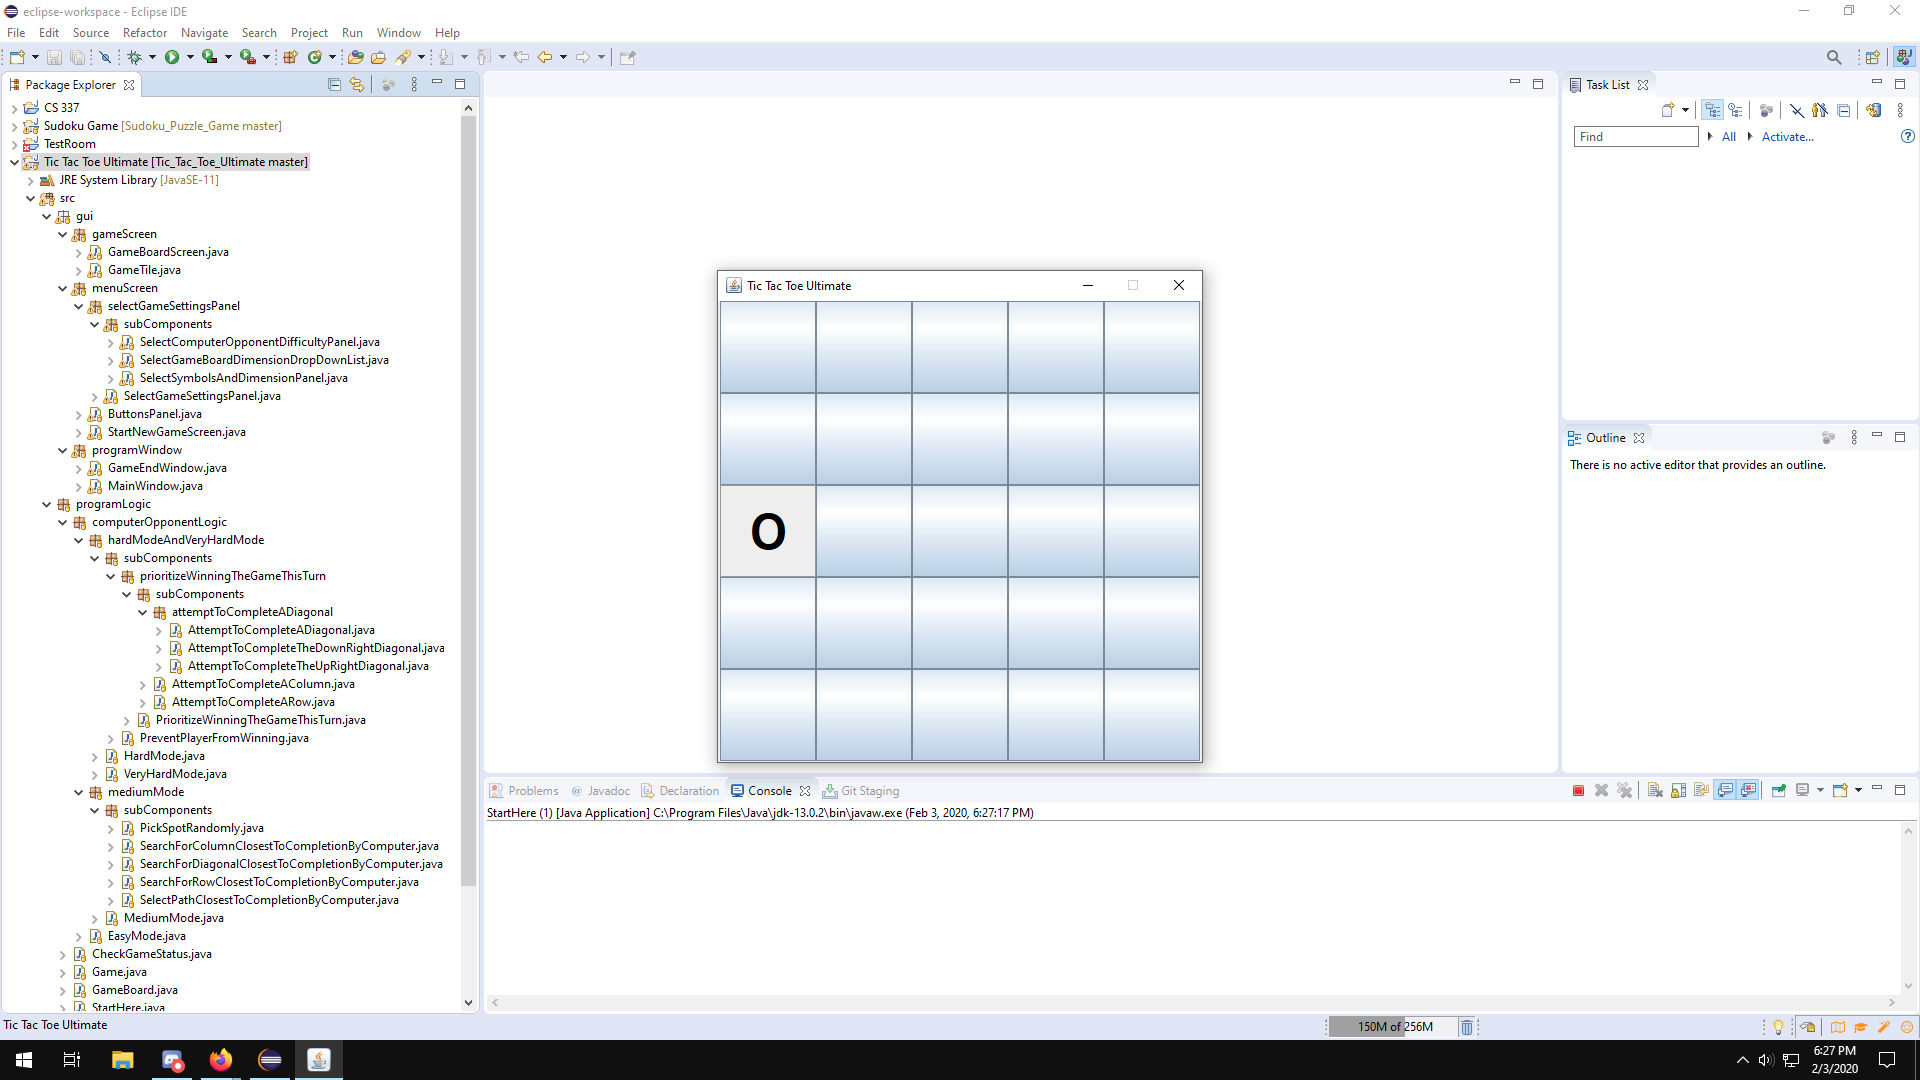 eclipse-workspace - Eclipse IDE
File Edit Source Refactor Navigate Search Project Run Window Help
Package Explorer
CS 337
Sudoku Game [Sudoku_Puzzle_Game master]
TestRoom
Tic Tac Toe Ultimate [Tic_Tac_Toe_Ultimate master]
JRE System Library [JavaSE-11]
src
gui
gameScreen
GameBoardScreen.java
GameTile.java
menuScreen
selectGameSettingsPanel
subComponents
SelectComputerOpponentDifficultyPanel.java
SelectGameBoardDimensionDropDownList.java
SelectSymbolsAndDimensionPanel.java
SelectGameSettingsPanel.java
ButtonsPanel.java
StartNewGameScreen.java
programWindow
GameEndWindow.java
MainWindow.java
programLogic
computerOpponentLogic
hardModeAndVeryHardMode
subComponents
prioritizeWinningTheGameThisTurn
subComponents
attemptToCompleteADiagonal
AttemptToCompleteADiagonal.java
AttemptToCompleteTheDownRightDiagonal.java
AttemptToCompleteTheUpRightDiagonal.java
AttemptToCompleteAColumn.java
AttemptToCompleteARow.java
PrioritizeWinningTheGameThisTurn.java
PreventPlayerFromWinning.java
HardMode.java
VeryHardMode.java
mediumMode
subComponents
PickSpotRandomly.java
SearchForColumnClosestToCompletionByComputer.java
SearchForDiagonalClosestToCompletionByComputer.java
SearchForRowClosestToCompletionByComputer.java
SelectPathClosestToCompletionByComputer.java
MediumMode.java
EasyMode.java
CheckGameStatus.java
Game.java
GameBoard.java
StartHere.java
Tic Tac Toe Ultimate
O
Problems @ Javadoc Declaration Console Git Staging
StartHere (1) [Java Application] C:\Program Files\Java\jdk-13.0.2\bin\javaw.exe (Feb 3, 2020, 6:27:17 PM)
Task List
Find All Activate...
Outline
There is no active editor that provides an outline.
Tic Tac Toe Ultimate
150M of 256M
6:27 PM
2/3/2020